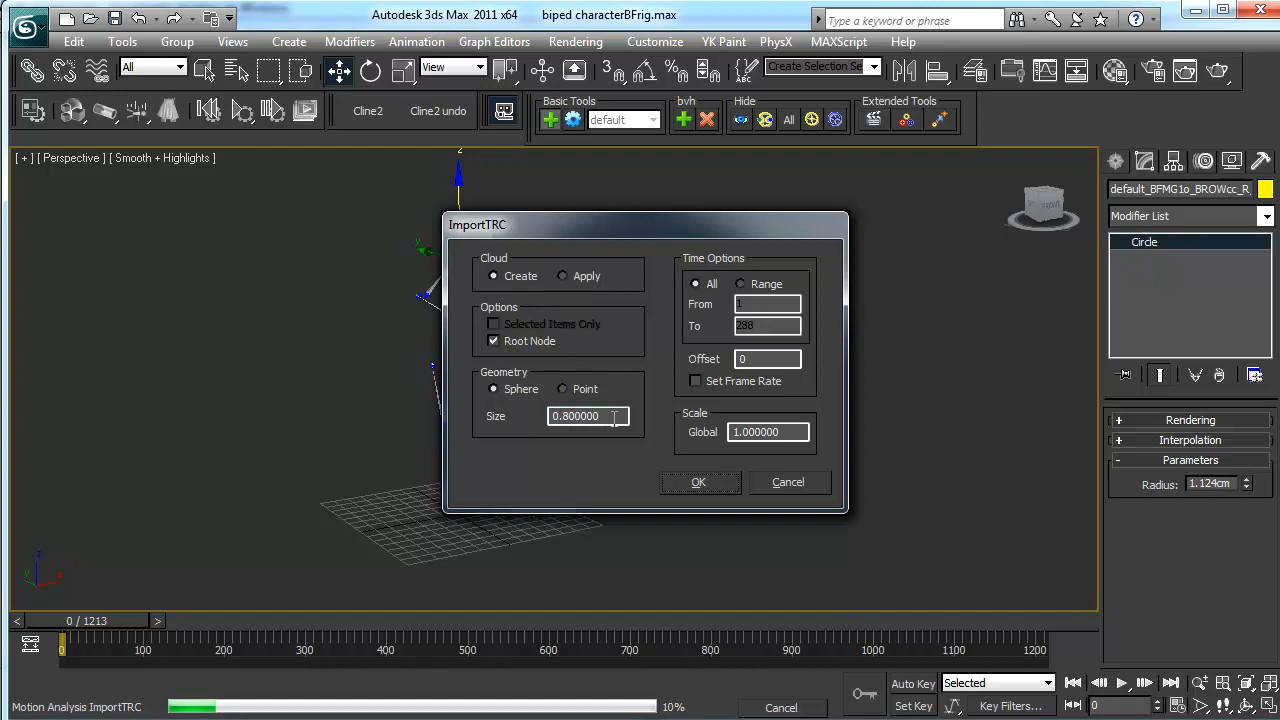 Autodesk 3ds Max 2011 x64 biped characterBFrig.max
Type a keyword or phrase
Edit Tools Group Views Create Modifiers Animation Graph Editors Rendering Customize YK Paint PhysX MAXScript Help
All View Create Selection Se
Cline2 Cline2 undo Basic Tools default bvh Hide All Extended Tools
[ + ] [ Perspective ] [ Smooth + Highlights ]
FRONT
z
y
default_BFMG1o_BROWcc_R_
Modifier List
Circle
Rendering
Interpolation
Parameters
Radius: 1.124cm
ImportTRC
Cloud
Create Apply
Options
Selected Items Only
Root Node
Geometry
Sphere Point
Size 0.800000
Time Options
All Range
From 1
To 288
Offset 0
Set Frame Rate
Scale
Global 1.000000
OK Cancel
z
y x
< 0 / 1213 >
0 100 200 300 400 500 600 700 800 900 1000 1100 1200
Motion Analysis ImportTRC 10% Cancel
Auto Key Selected
Set Key Key Filters... 0